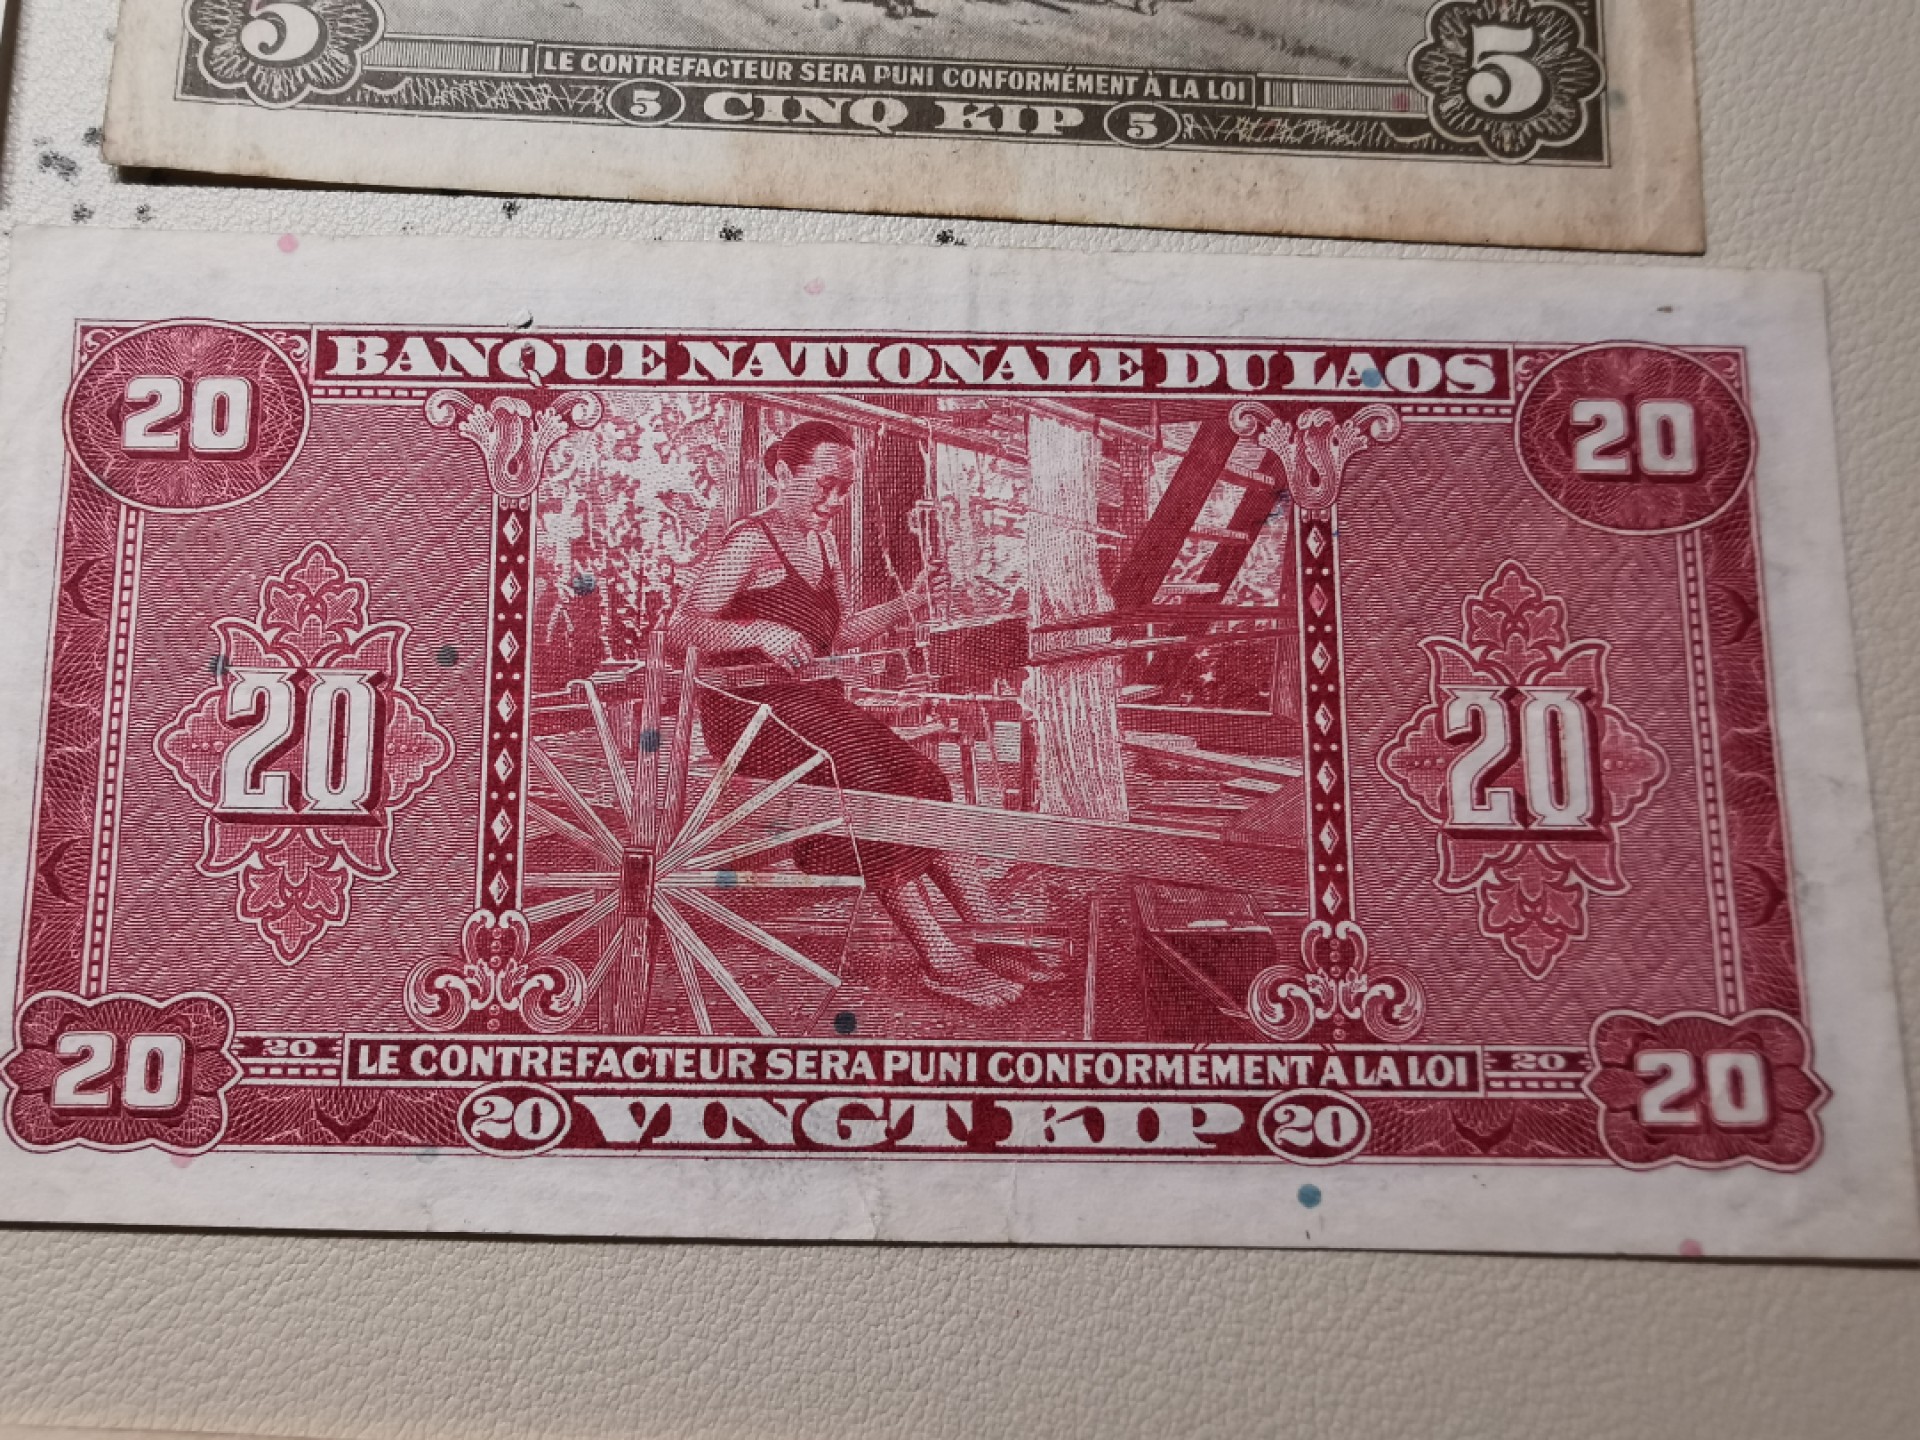 5 5
LE CONTREFACTEUR SERA PUNI CONFORMÉMENT À LA LOI
5 CINQ KIP 5
BANQUE NATIONALE DU LAOS
20 20
20 20
20 LE CONTREFACTEUR SERA PUNI CONFORMÉMENT À LA LOI 20
20 20
20 VINGT KIP 20